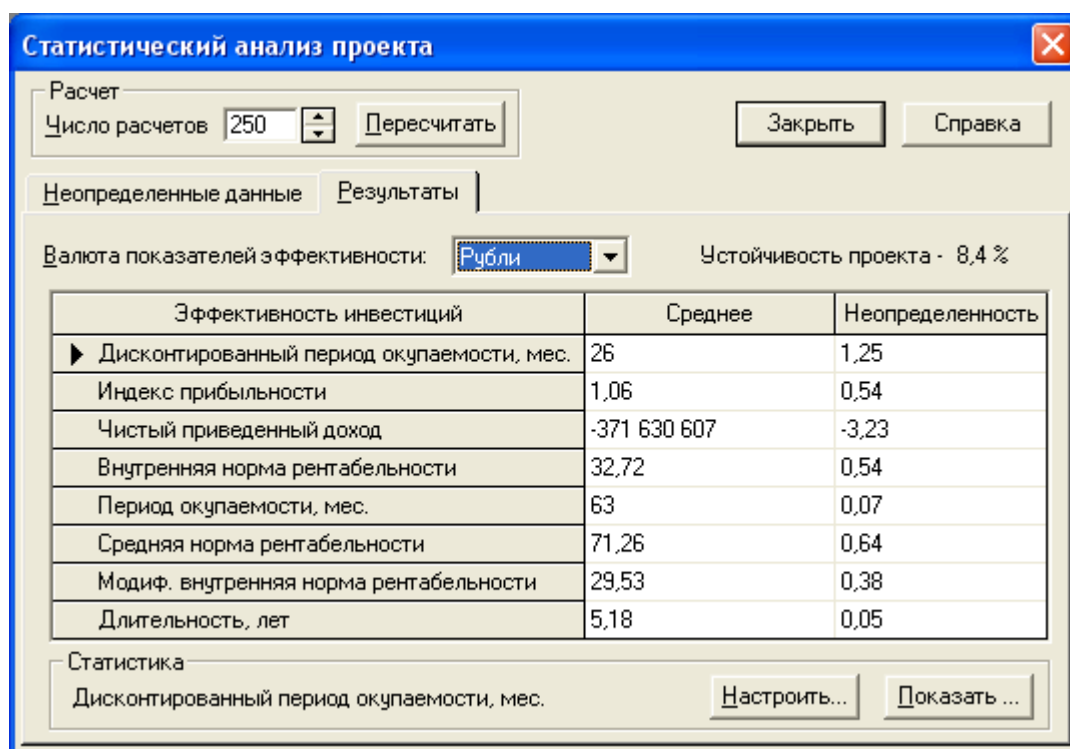 Статистический анализ проекта
Расчет
Число расчетов 250 Пересчитать Закрыть Справка
Неопределенные данные Результаты
Валюта показателей эффективности: Рубли Устойчивость проекта - 8,4 %
Эффективность инвестиций Среднее Неопределенность
Дисконтированный период окупаемости, мес. 26 1,25
Индекс прибыльности 1,06 0,54
Чистый приведенный доход -371 630 607 -3,23
Внутренняя норма рентабельности 32,72 0,54
Период окупаемости, мес. 63 0,07
Средняя норма рентабельности 71,26 0,64
Модиф. внутренняя норма рентабельности 29,53 0,38
Длительность, лет 5,18 0,05
Статистика
Дисконтированный период окупаемости, мес. Настроить... Показать ...